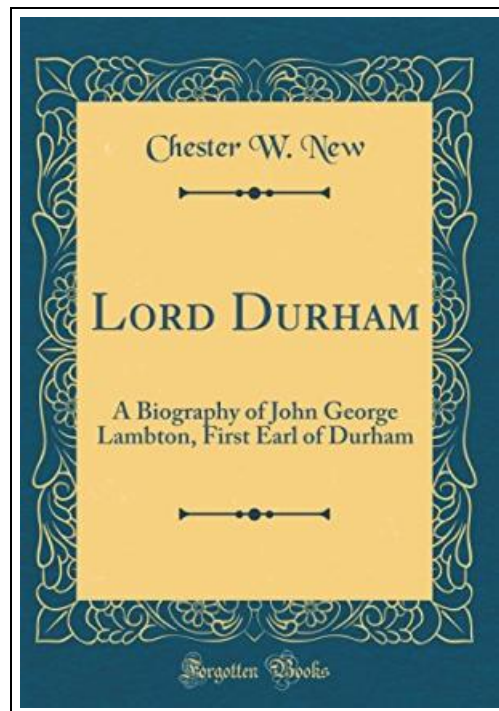 Chester W. New
LORD DURHAM
A Biography of John George
Lambton, First Earl of Durham
Forgotten Books